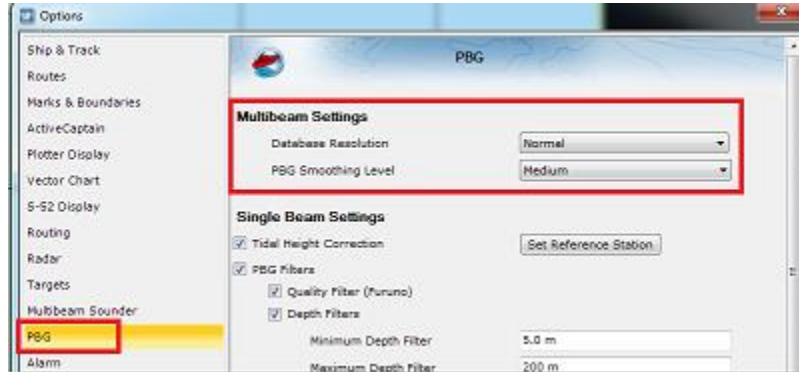 Options
Ship & Track
Routes
Marks & Boundaries
ActiveCaptain
Plotter Display
Vector Chart
S-52 Display
Routing
Radar
Targets
Multibeam Sounder
PBG
Alarm
PBG
Multibeam Settings
Database Resolution Normal
PBG Smoothing Level Medium
Single Beam Settings
Tidal Height Correction Set Reference Station
PBG Filters
Quality Filter (Furuno)
Depth Filters
Minimum Depth Filter 5.0 m
Maximum Depth Filter 200 m